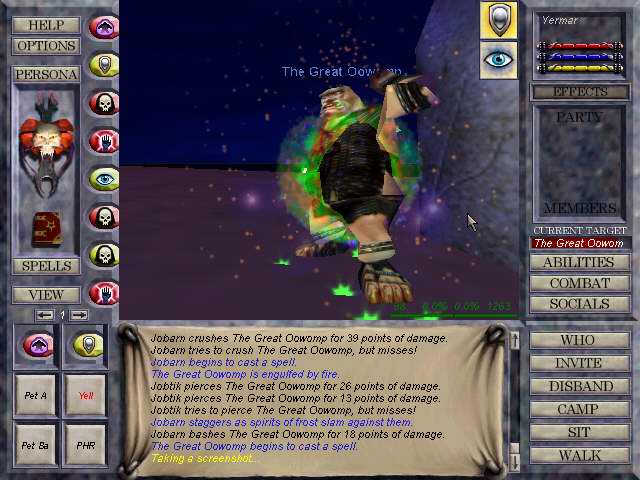 HELP
OPTIONS
PERSONA
SPELLS
VIEW
1
Pet A
Yell
Pet Ba
PHR
The Great Oowomp
98 0.0% 0.0% 1263
Jobarn crushes The Great Oowomp for 39 points of damage.
Jobarn tries to crush The Great Oowomp, but misses!
Jobarn begins to cast a spell.
The Great Oowomp is engulfed by fire.
Jobtik pierces The Great Oowomp for 26 points of damage.
Jobtik pierces The Great Oowomp for 13 points of damage.
Jobtik tries to pierce The Great Oowomp, but misses!
Jobarn staggers as spirits of frost slam against them.
Jobarn bashes The Great Oowomp for 18 points of damage.
The Great Oowomp begins to cast a spell.
Taking a screenshot...
Yermar
EFFECTS
PARTY
MEMBERS
CURRENT TARGET
The Great Oowom
ABILITIES
COMBAT
SOCIALS
WHO
INVITE
DISBAND
CAMP
SIT
WALK